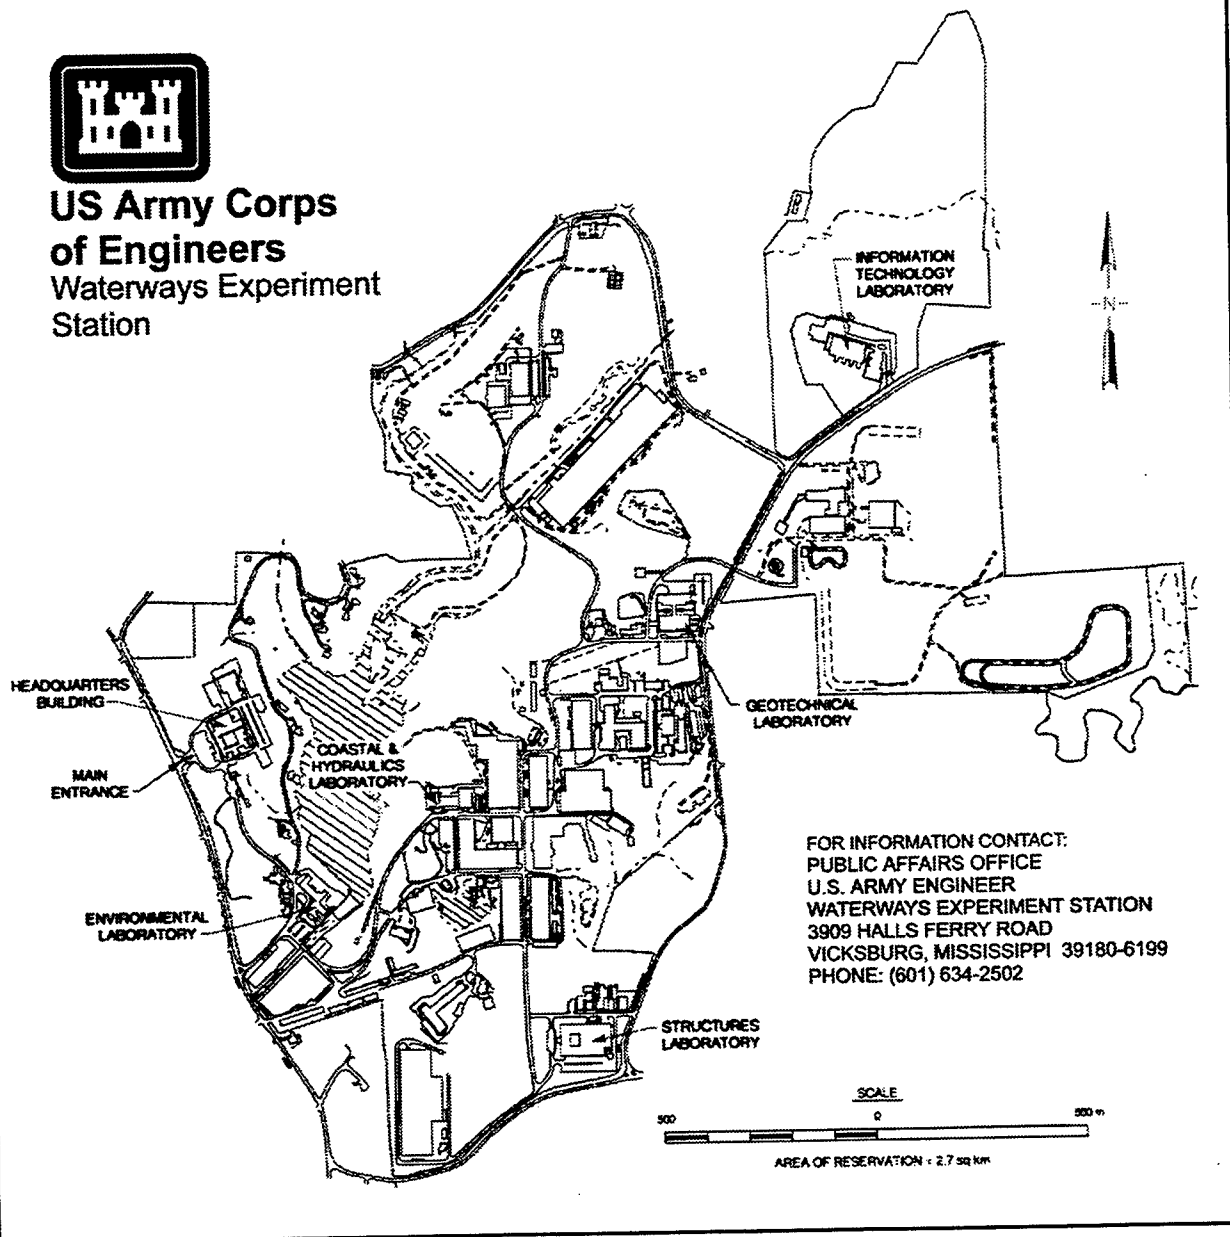 US Army Corps
of Engineers
Waterways Experiment
Station
INFORMATION
TECHNOLOGY
LABORATORY
N
HEADQUARTERS
BUILDING
MAIN
ENTRANCE
COASTAL &
HYDRAULICS
LABORATORY
GEOTECHNICAL
LABORATORY
ENVIRONMENTAL
LABORATORY
STRUCTURES
LABORATORY
FOR INFORMATION CONTACT:
PUBLIC AFFAIRS OFFICE
U.S. ARMY ENGINEER
WATERWAYS EXPERIMENT STATION
3909 HALLS FERRY ROAD
VICKSBURG, MISSISSIPPI 39180-6199
PHONE: (601) 634-2502
SCALE
500 0 500 m
AREA OF RESERVATION = 2.7 sq km